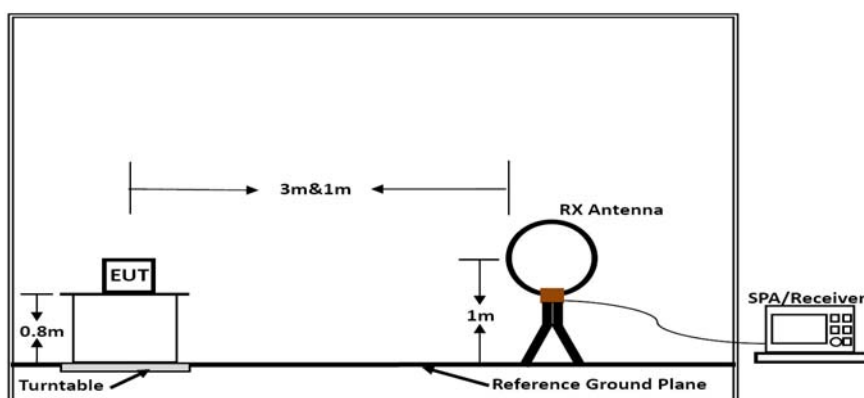 3m&1m
RX Antenna
EUT
SPA/Receiver
0.8m
1m
Turntable
Reference Ground Plane